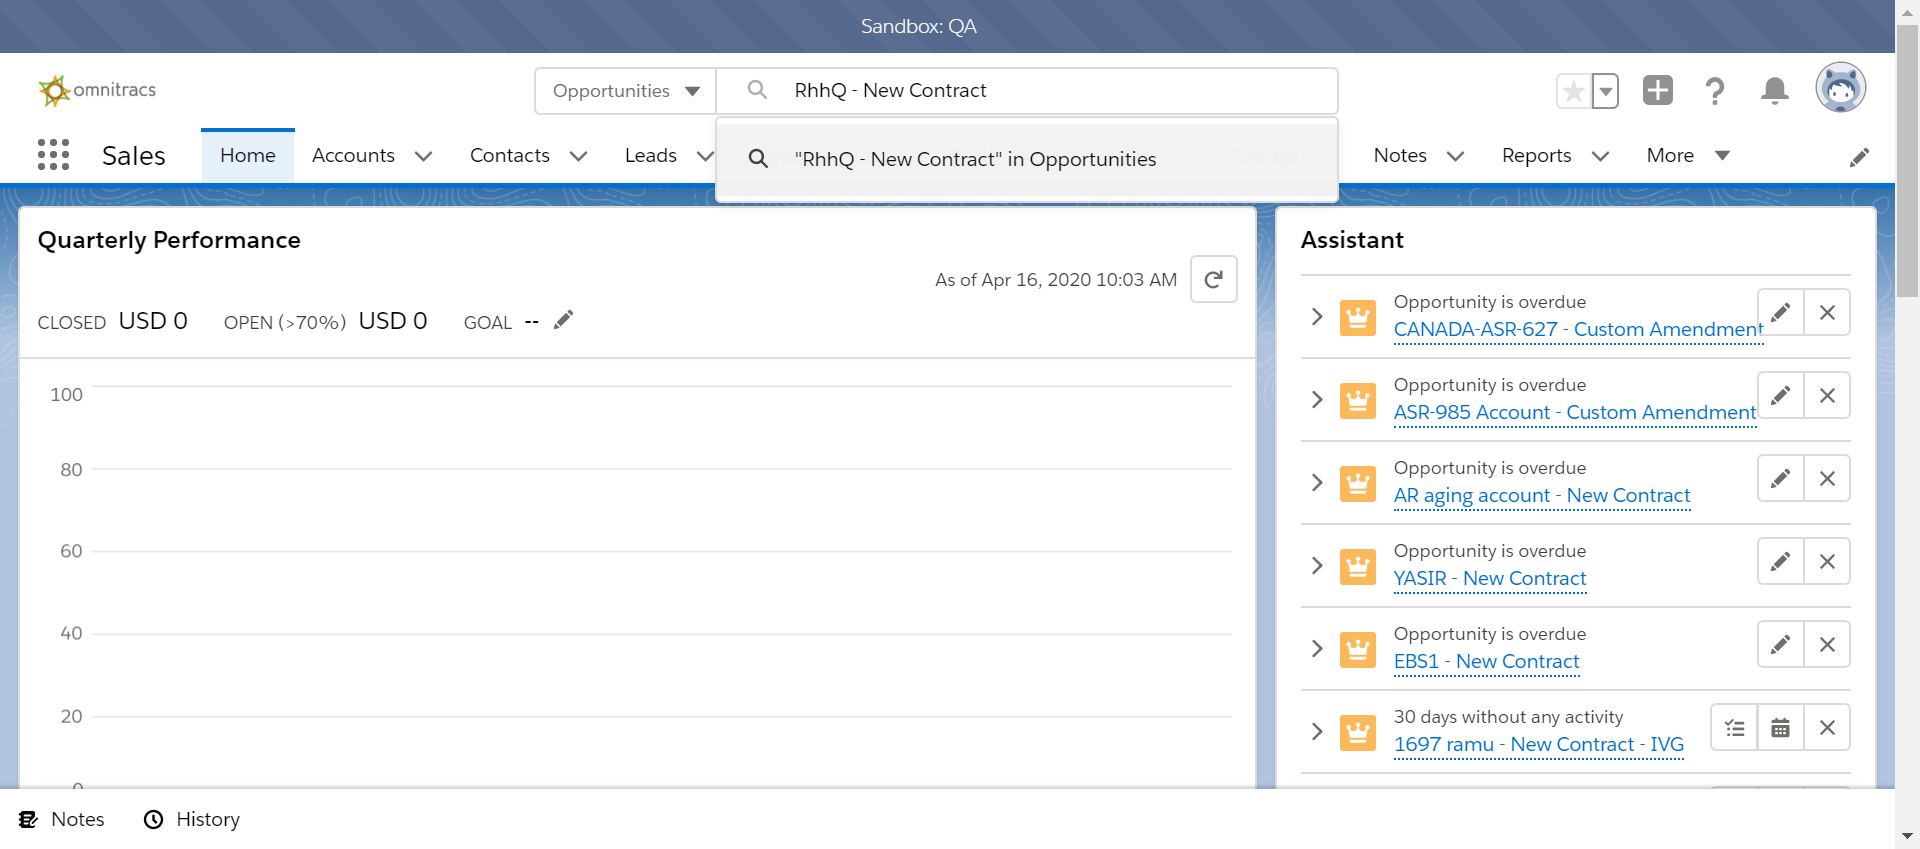 Sandbox: QA
omnitracs
Opportunities
RhhQ - New Contract
"RhhQ - New Contract" in Opportunities
Sales
Home
Accounts
Contacts
Leads
Notes
Reports
More
Quarterly Performance
As of Apr 16, 2020 10:03 AM
CLOSED USD 0 OPEN (>70%) USD 0 GOAL --
100
80
60
40
20
0
Assistant
Opportunity is overdue
CANADA-ASR-627 - Custom Amendment
Opportunity is overdue
ASR-985 Account - Custom Amendment
Opportunity is overdue
AR aging account - New Contract
Opportunity is overdue
YASIR - New Contract
Opportunity is overdue
EBS1 - New Contract
30 days without any activity
1697 ramu - New Contract - IVG
Notes
History